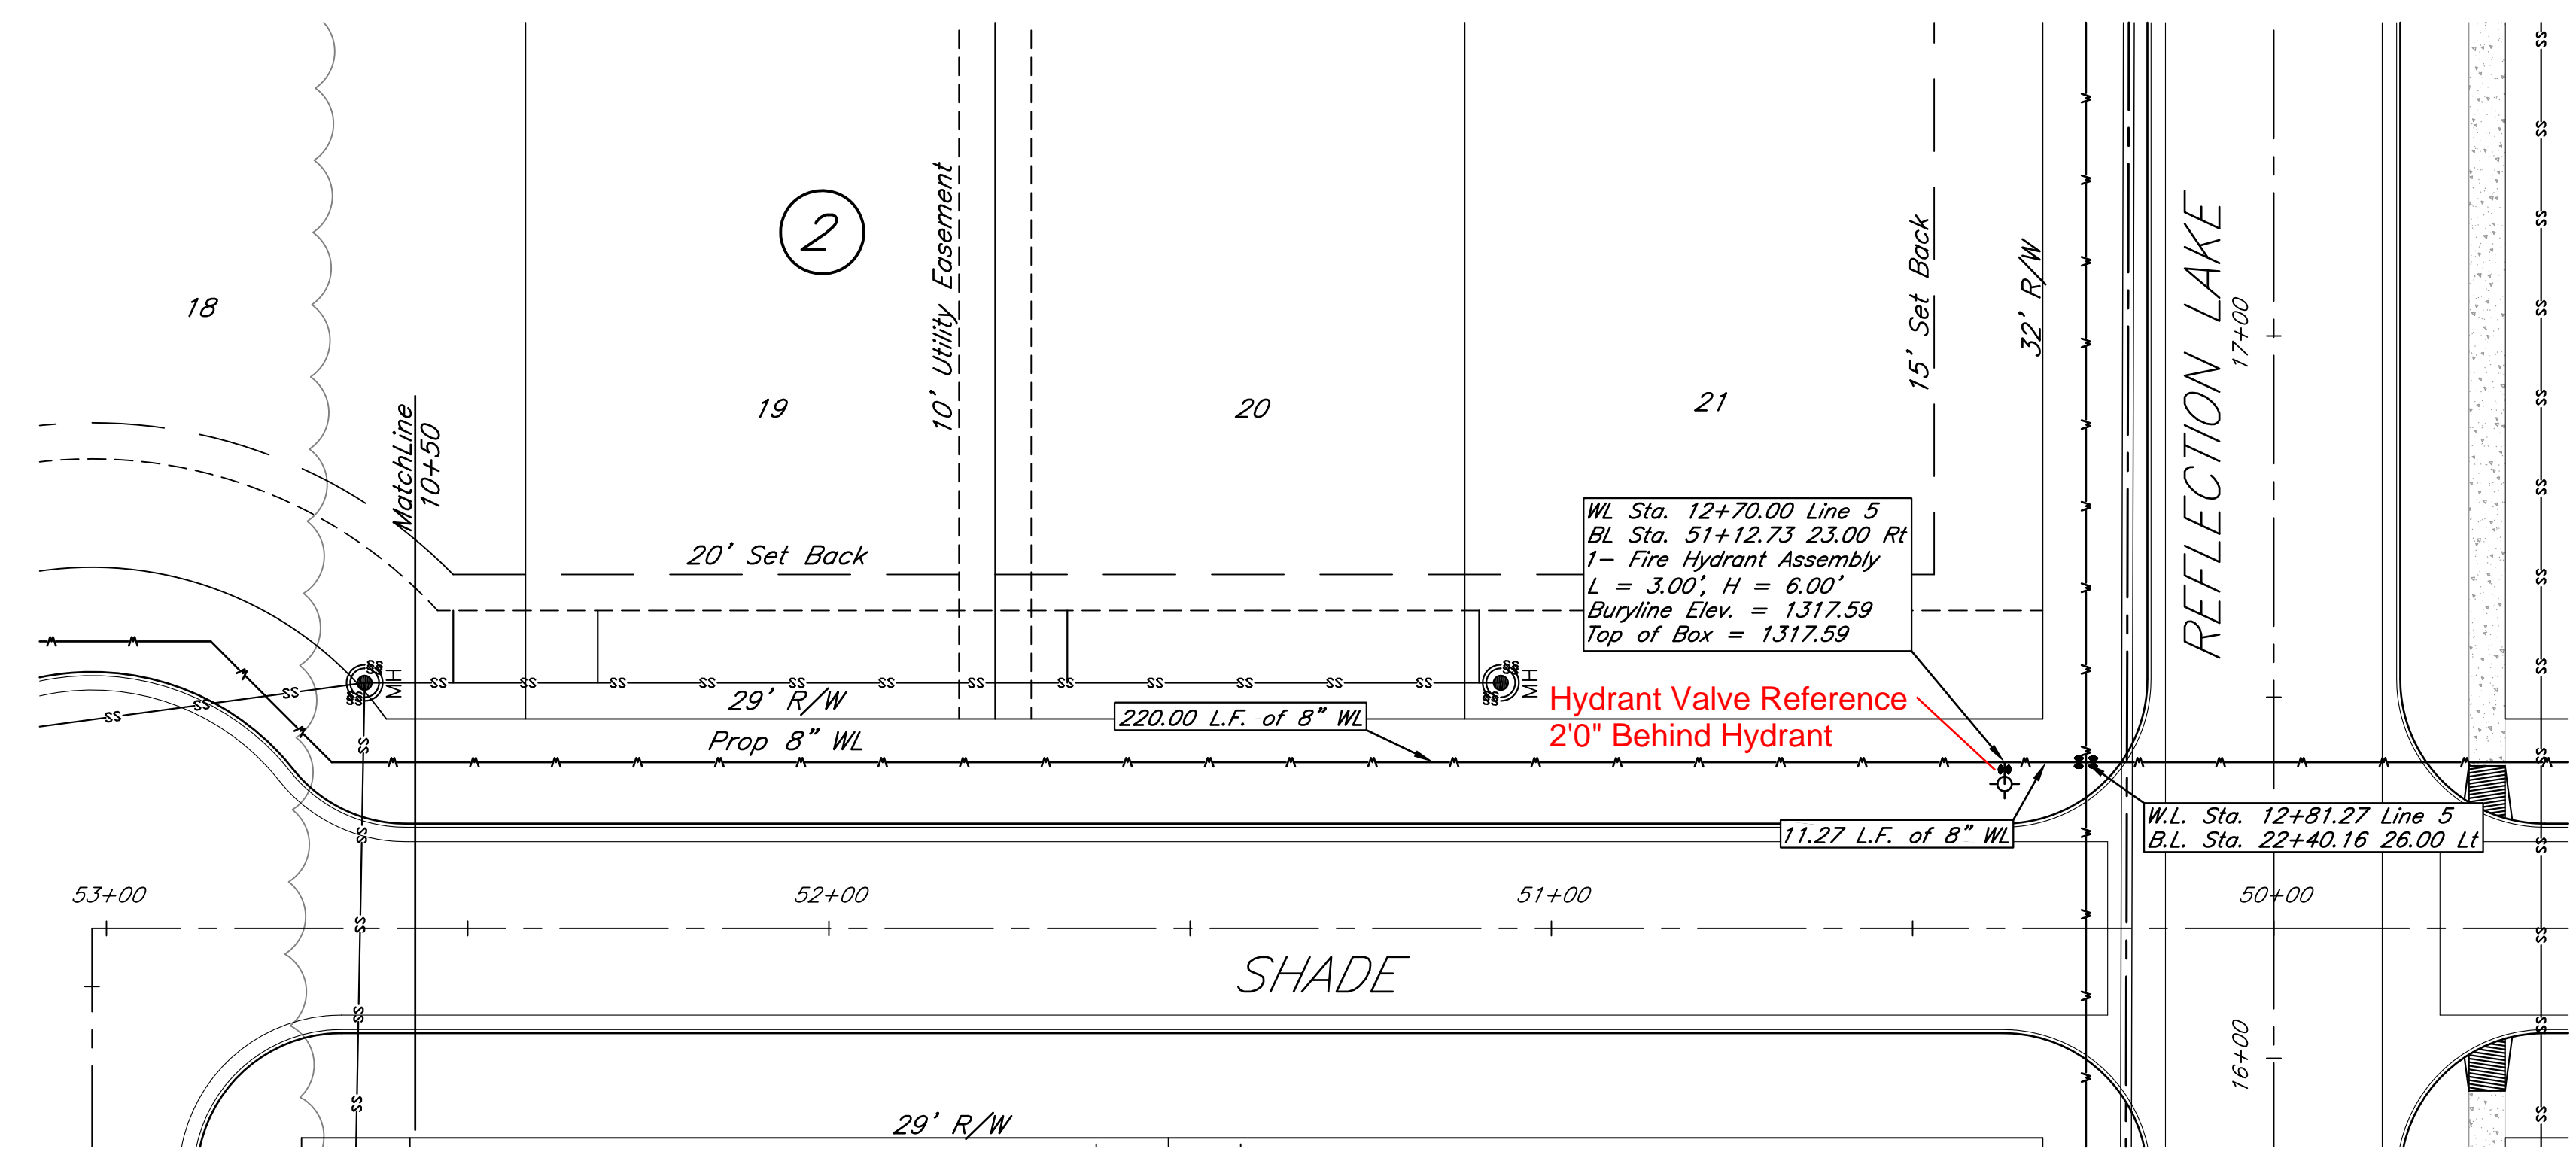 2
18
19
20
21
10' Utility Easement
15' Set Back
32' R/W
REFLECTION LAKE
17+00
MatchLine
10+50
20' Set Back
WL Sta. 12+70.00 Line 5
BL Sta. 51+12.73 23.00 Rt
1- Fire Hydrant Assembly
L = 3.00', H = 6.00'
Buryline Elev. = 1317.59
Top of Box = 1317.59
MH
MH
29' R/W
220.00 L.F. of 8" WL
Hydrant Valve Reference
2'0" Behind Hydrant
Prop 8" WL
11.27 L.F. of 8" WL
W.L. Sta. 12+81.27 Line 5
B.L. Sta. 22+40.16 26.00 Lt
53+00
52+00
51+00
50+00
SHADE
16+00
29' R/W